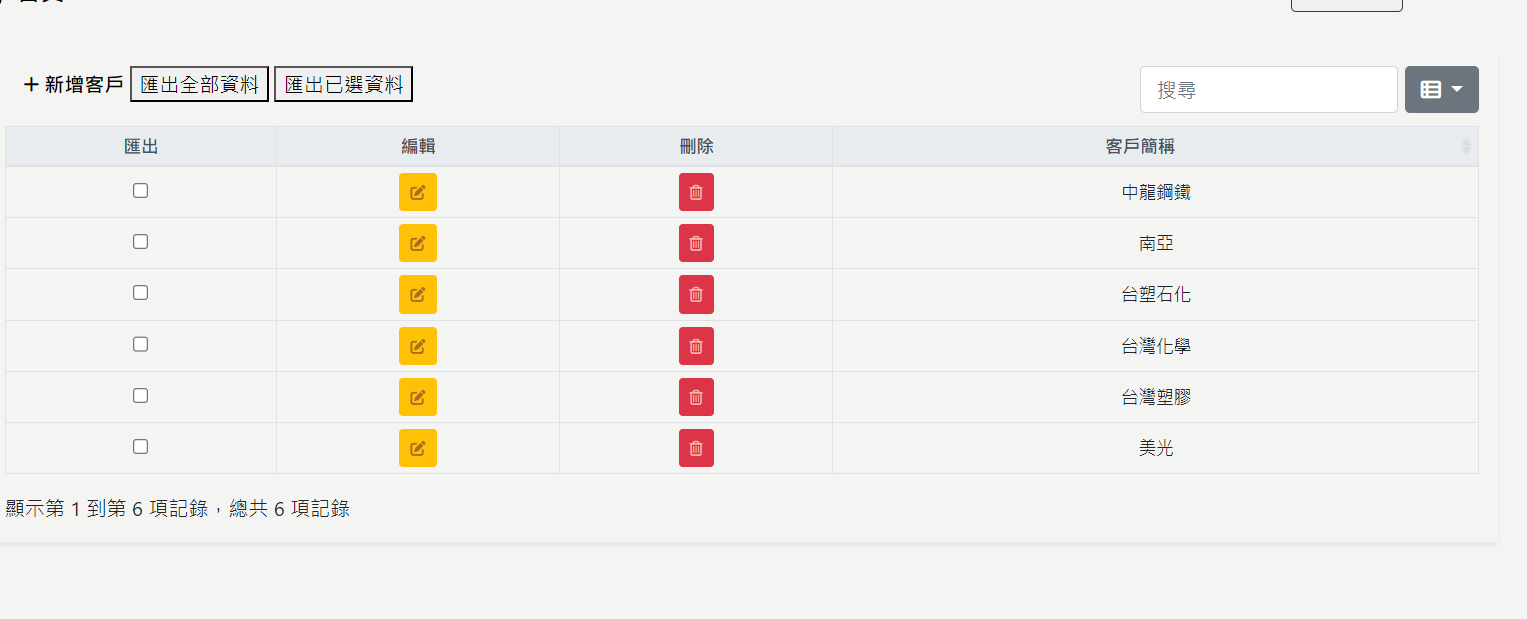 + 新增客戶 匯出全部資料 匯出已選資料 搜尋
匯出 編輯 刪除 客戶簡稱
中龍鋼鐵
南亞
台塑石化
台灣化學
台灣塑膠
美光
顯示第 1 到第 6 項記錄，總共 6 項記錄